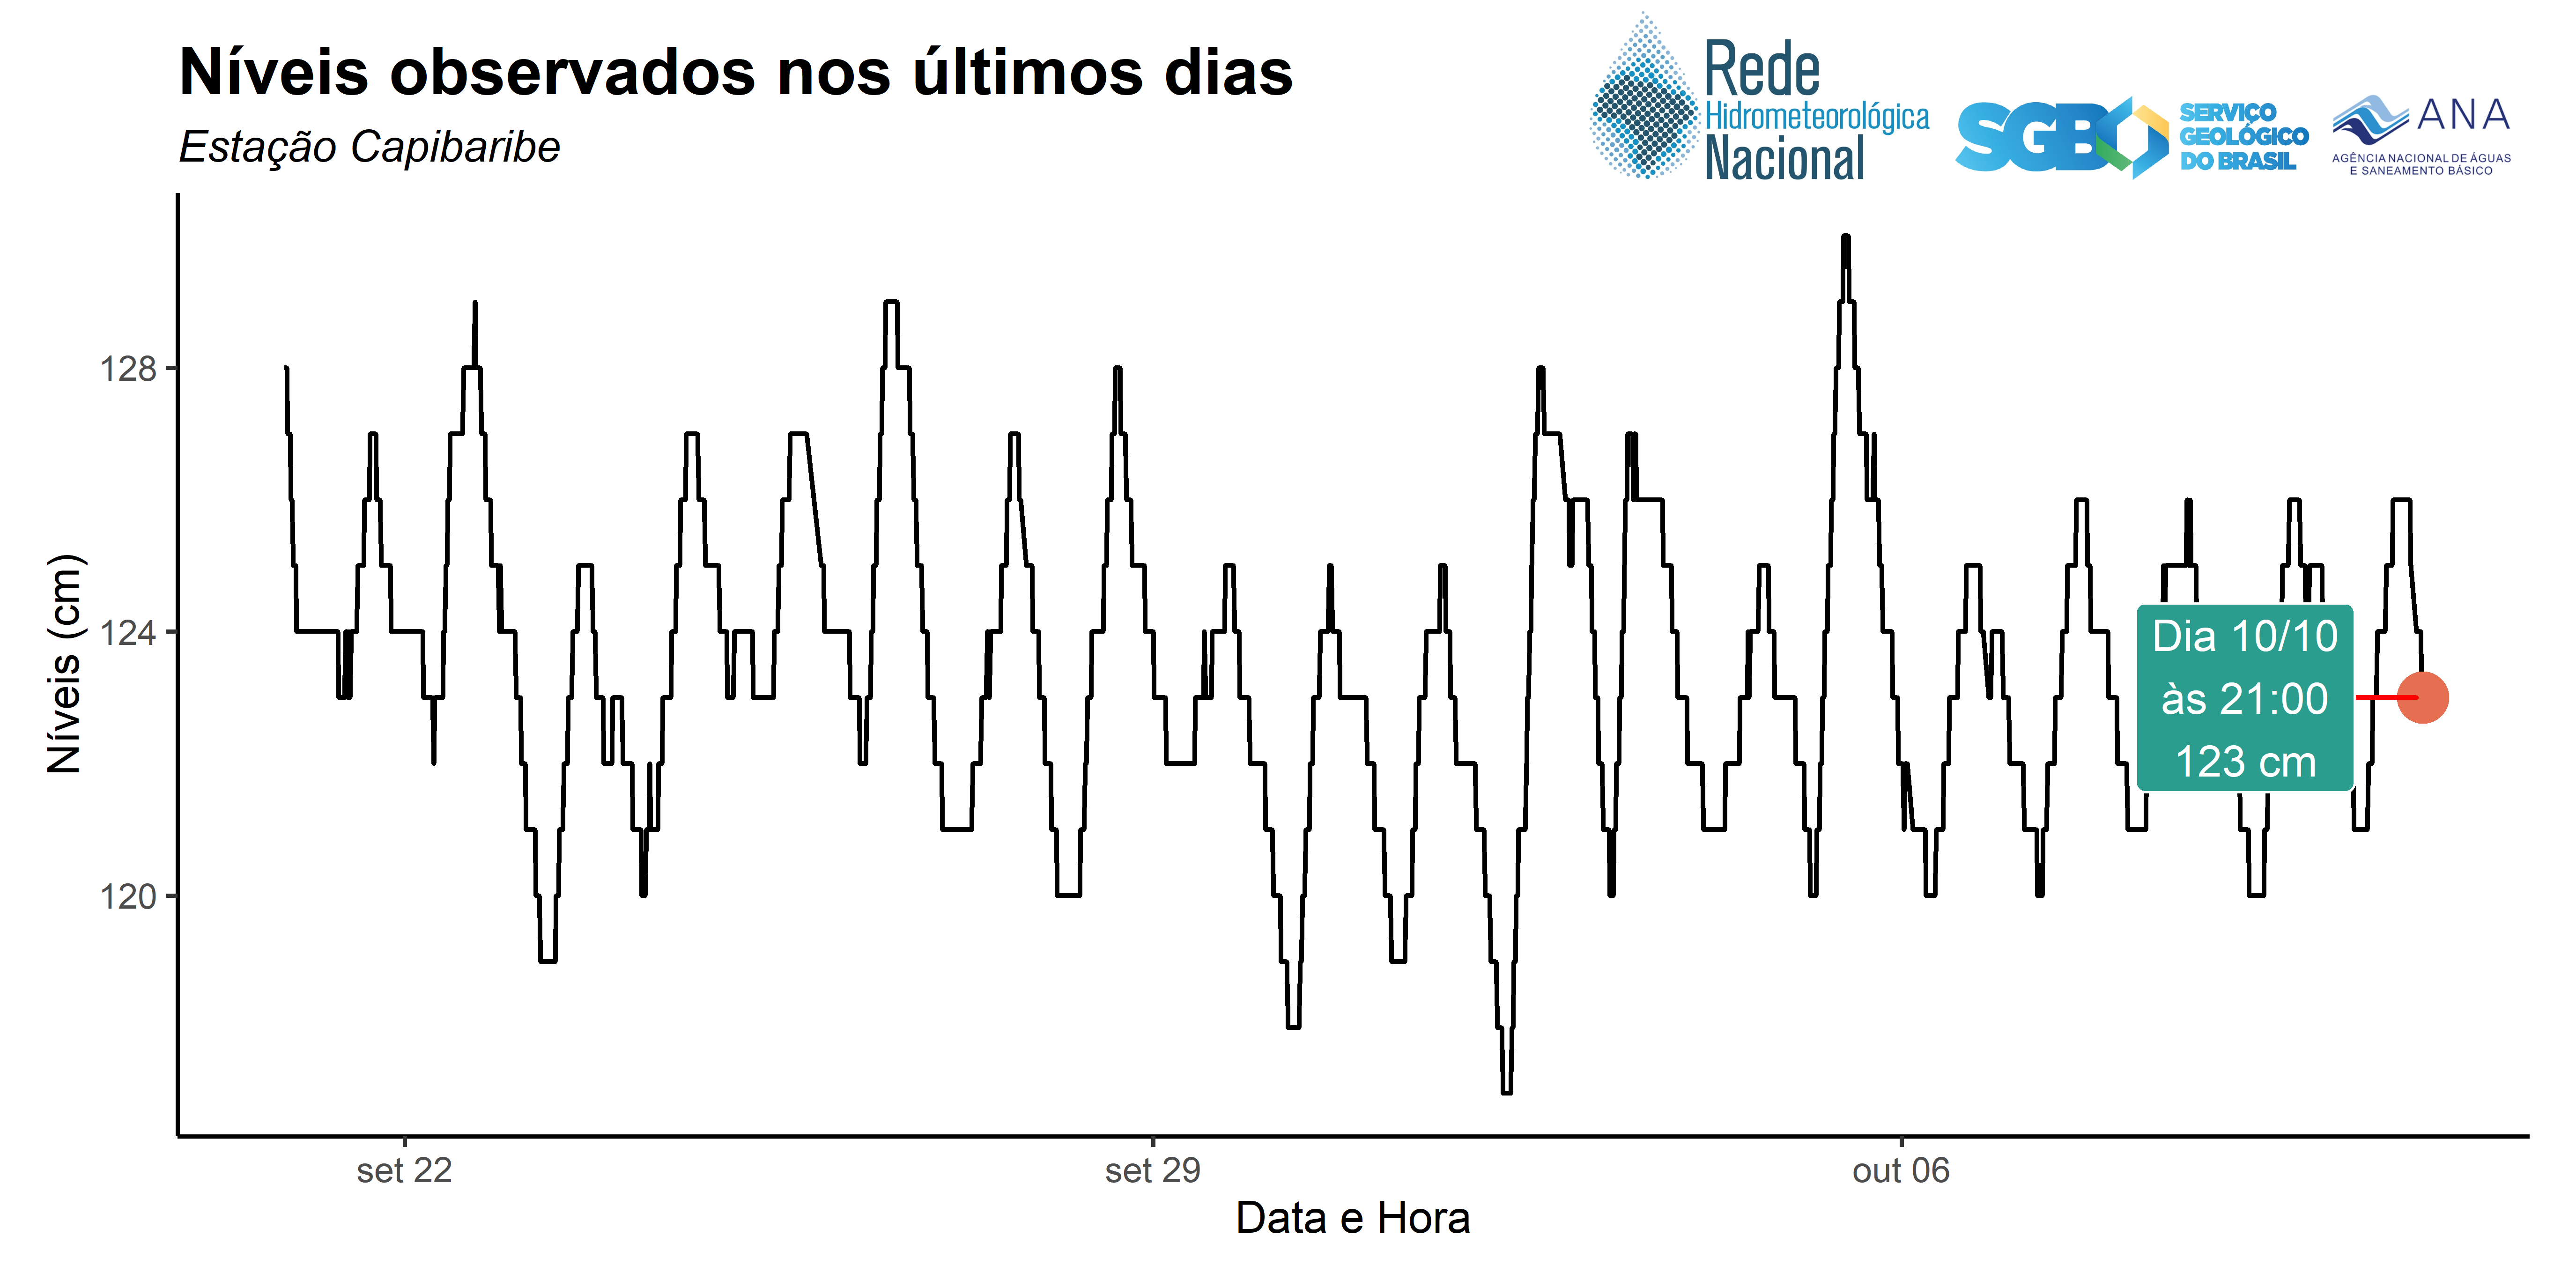 Níveis observados nos últimos dias
Estação Capibaribe
Rede
Hidrometeorológica
Nacional
SGB
SERVIÇO
GEOLÓGICO
DO BRASIL
ANA
AGÊNCIA NACIONAL DE ÁGUAS
E SANEAMENTO BÁSICO
Níveis (cm)
128
124
120
Dia 10/10
às 21:00
123 cm
set 22
set 29
out 06
Data e Hora